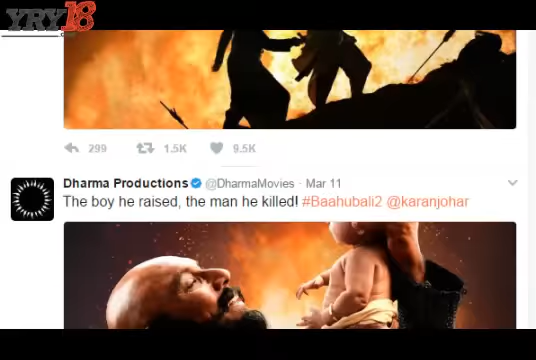 YRY18
299 1.5K 9.5K
Dharma Productions @DharmaMovies · Mar 11
The boy he raised, the man he killed! #Baahubali2 @karanjohar